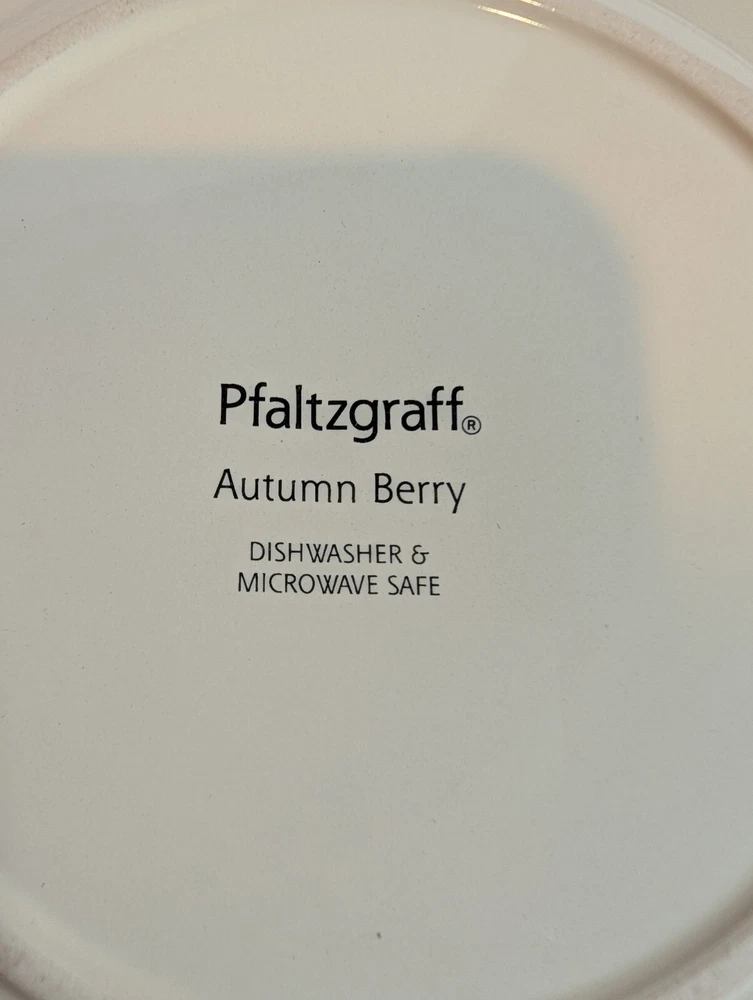 Pfaltzgraff®
Autumn Berry
DISHWASHER &
MICROWAVE SAFE